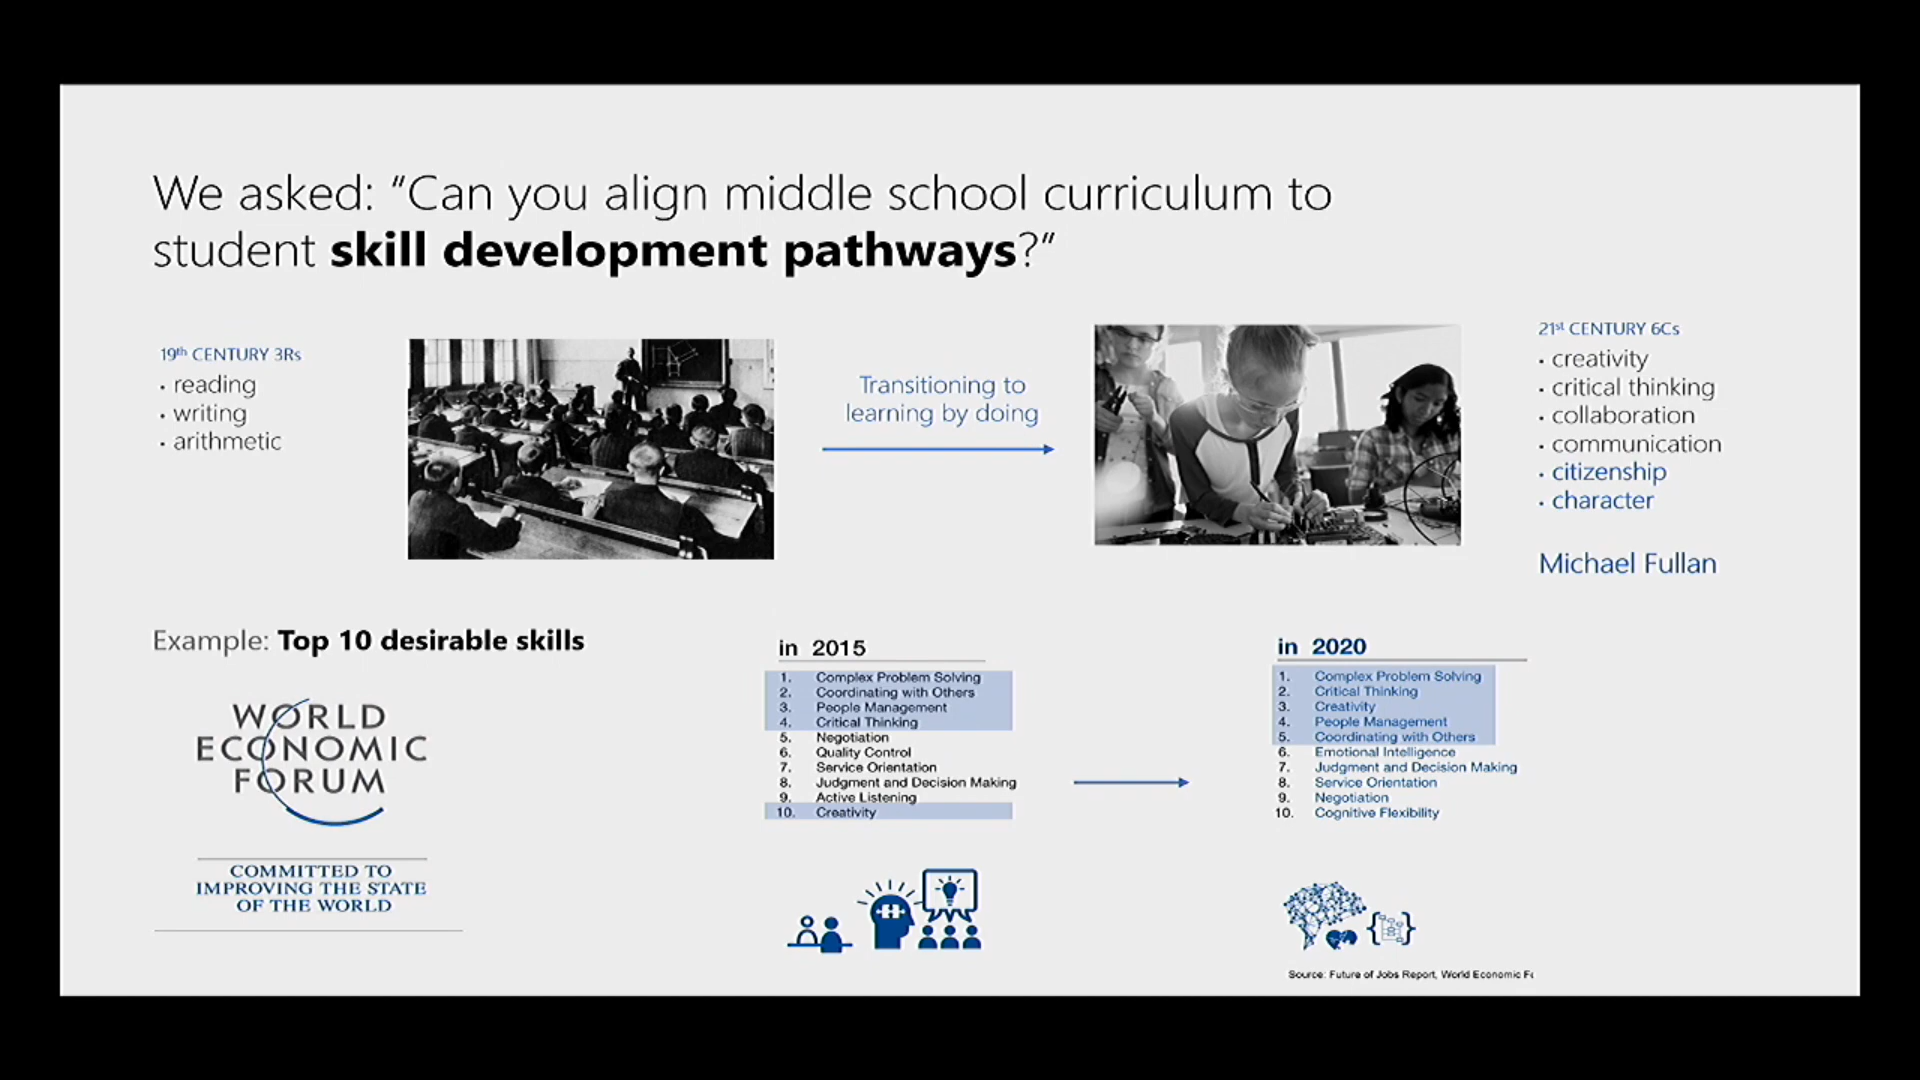 We asked: "Can you align middle school curriculum to
student skill development pathways?"
19th CENTURY 3Rs
• reading
• writing
• arithmetic
Transitioning to
learning by doing
21st CENTURY 6Cs
• creativity
• critical thinking
• collaboration
• communication
• citizenship
• character
Michael Fullan
Example: Top 10 desirable skills
WORLD
ECONOMIC
FORUM
COMMITTED TO
IMPROVING THE STATE
OF THE WORLD
in 2015
1. Complex Problem Solving
2. Coordinating with Others
3. People Management
4. Critical Thinking
5. Negotiation
6. Quality Control
7. Service Orientation
8. Judgment and Decision Making
9. Active Listening
10. Creativity
in 2020
1. Complex Problem Solving
2. Critical Thinking
3. Creativity
4. People Management
5. Coordinating with Others
6. Emotional Intelligence
7. Judgment and Decision Making
8. Service Orientation
9. Negotiation
10. Cognitive Flexibility
Source: Future of Jobs Report, World Economic